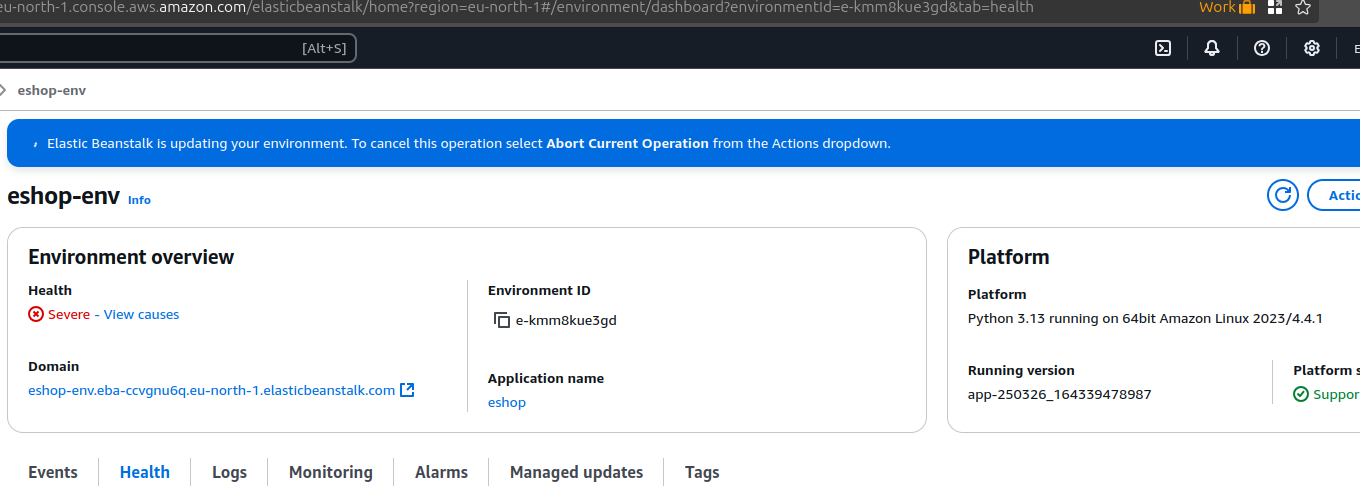 eu-north-1.console.aws.amazon.com/elasticbeanstalk/home?region=eu-north-1#/environment/dashboard?environmentId=e-kmm8kue3gd&tab=health Work
[Alt+S]
eshop-env
Elastic Beanstalk is updating your environment. To cancel this operation select Abort Current Operation from the Actions dropdown.
eshop-env Info
Actio
Environment overview
Health
Severe - View causes
Domain
eshop-env.eba-ccvgnu6q.eu-north-1.elasticbeanstalk.com
Environment ID
e-kmm8kue3gd
Application name
eshop
Platform
Platform
Python 3.13 running on 64bit Amazon Linux 2023/4.4.1
Running version
app-250326_164339478987
Platform s
Suppor
Events Health Logs Monitoring Alarms Managed updates Tags